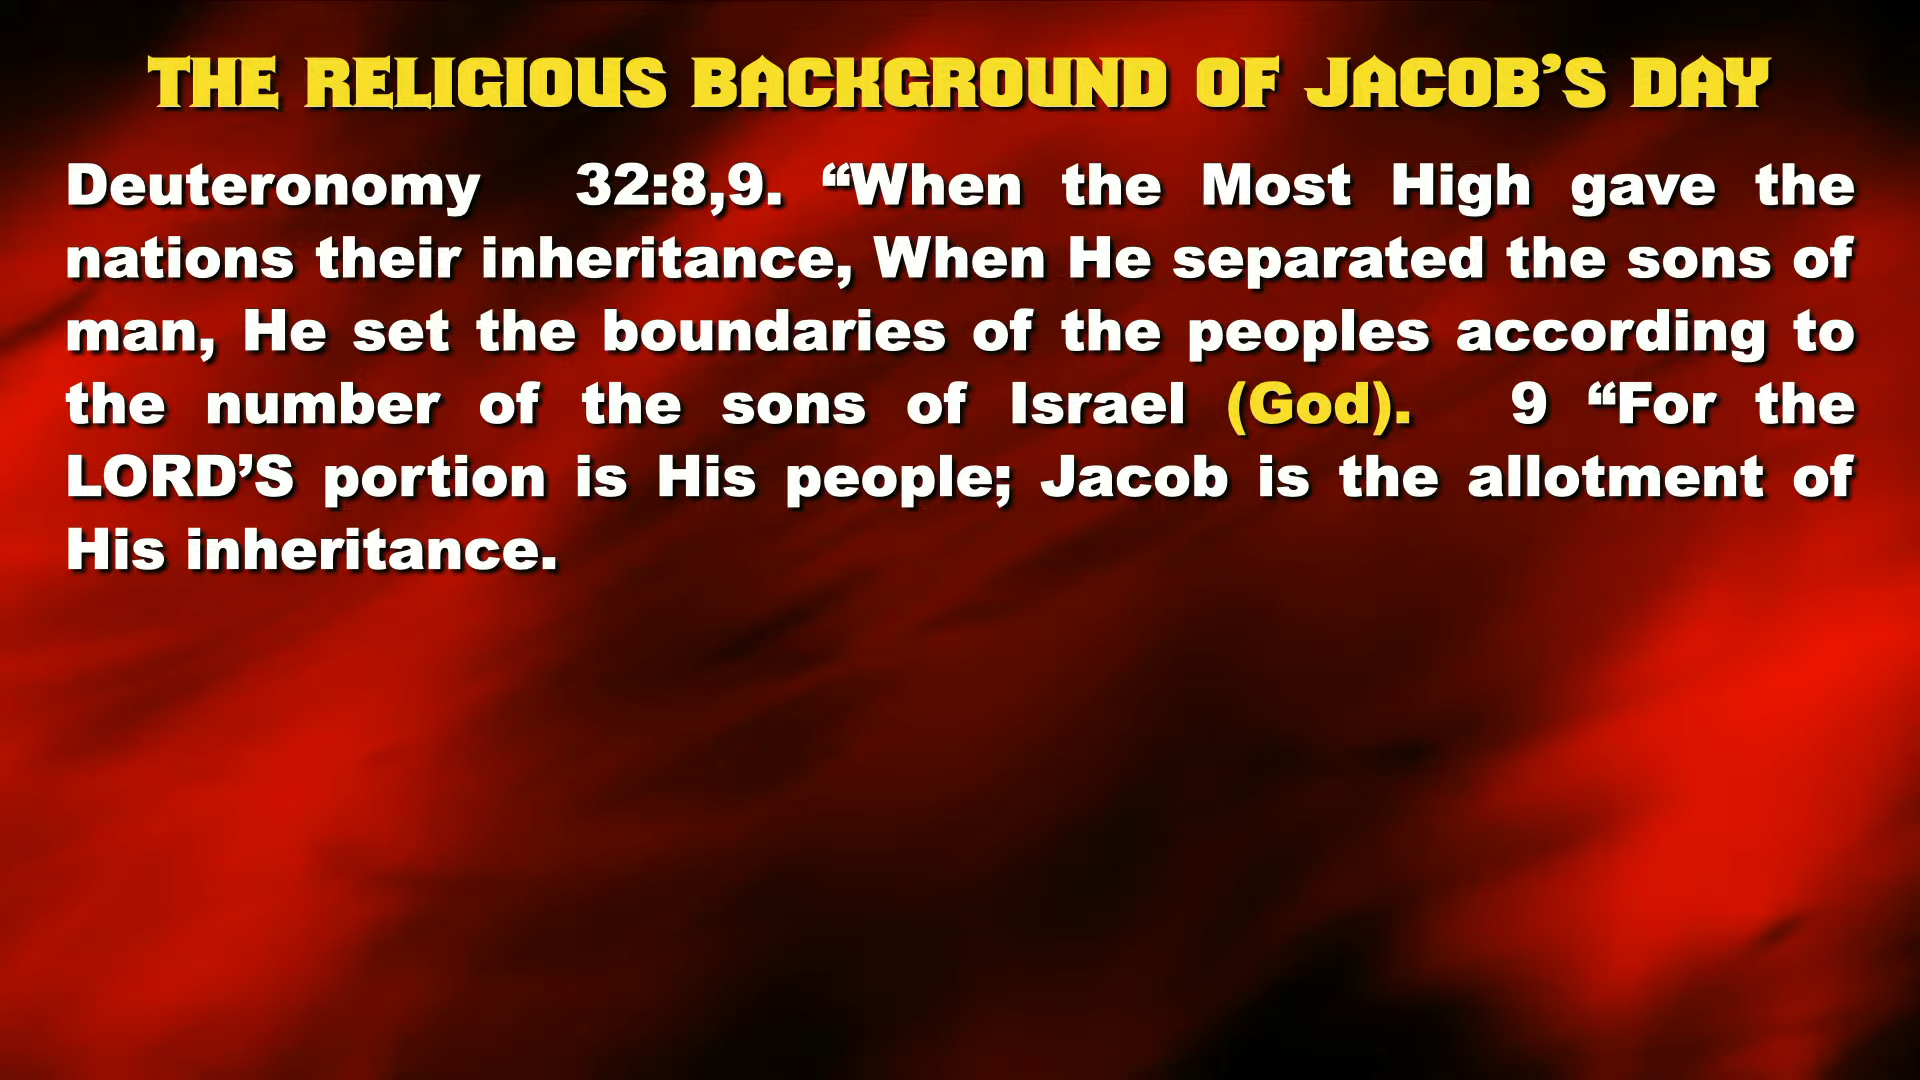 THE RELIGIOUS BACKGROUND OF JACOB’S DAY
Deuteronomy 32:8,9. “When the Most High gave the
nations their inheritance, When He separated the sons of
man, He set the boundaries of the peoples according to
the number of the sons of Israel (God). 9 “For the
LORD’S portion is His people; Jacob is the allotment of
His inheritance.